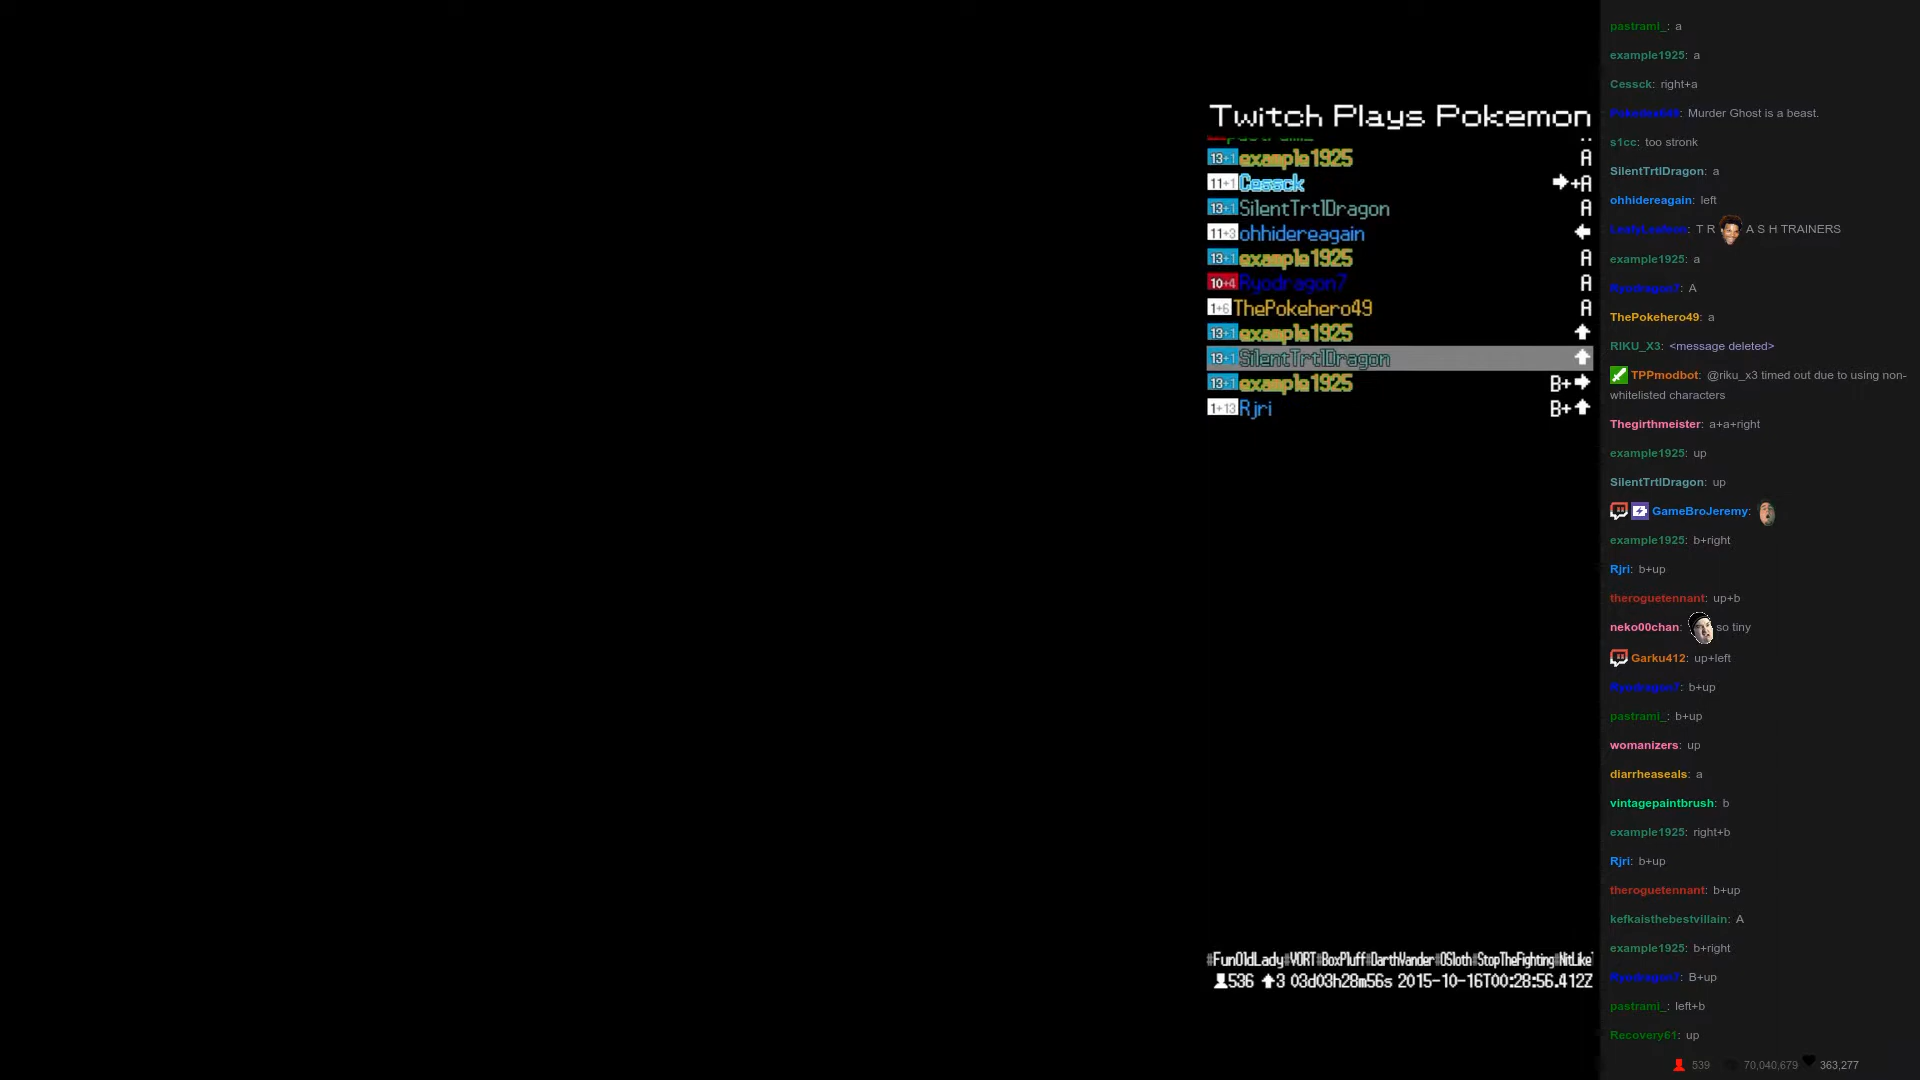 Twitch Plays Pokemon
13+1 example1925 A
11+1 Cessck +A
13+1 SilentTrtlDragon A
11+3 ohhidereagain
13+1 example1925 A
10+4 Ryodragon7 A
1+6 ThePokehero49 A
13+1 example1925
13+1 SilentTrtlDragon
13+1 example1925 B+
1+13 Rjri B+
#FunOldLady#VORT#BoxPluff#DarthVander#OSloth#StopTheFighting#NitLike
536 3 03d03h28m56s 2015-10-16T00:28:56.412Z
pastrami_: a
example1925: a
Cessck: right+a
Murder Ghost is a beast.
s1cc: too stronk
SilentTrtlDragon: a
ohhidereagain: left
LeafyLeafeon: T R A S H TRAINERS
example1925: a
Ryodragon7: A
ThePokehero49: a
RIKU_X3: <message deleted>
TPPmodbot: @riku_x3 timed out due to using non-
whitelisted characters
Thegirthmeister: a+a+right
example1925: up
SilentTrtlDragon: up
GameBroJeremy:
example1925: b+right
Rjri: b+up
theroguetennant: up+b
neko00chan: so tiny
Garku412: up+left
Ryodragon7: b+up
pastrami_: b+up
womanizers: up
diarrheaseals: a
vintagepaintbrush: b
example1925: right+b
Rjri: b+up
theroguetennant: b+up
kefkaisthebestvillain: A
example1925: b+right
Ryodragon7: B+up
pastrami_: left+b
Recovery61: up
539 70,040,679 363,277